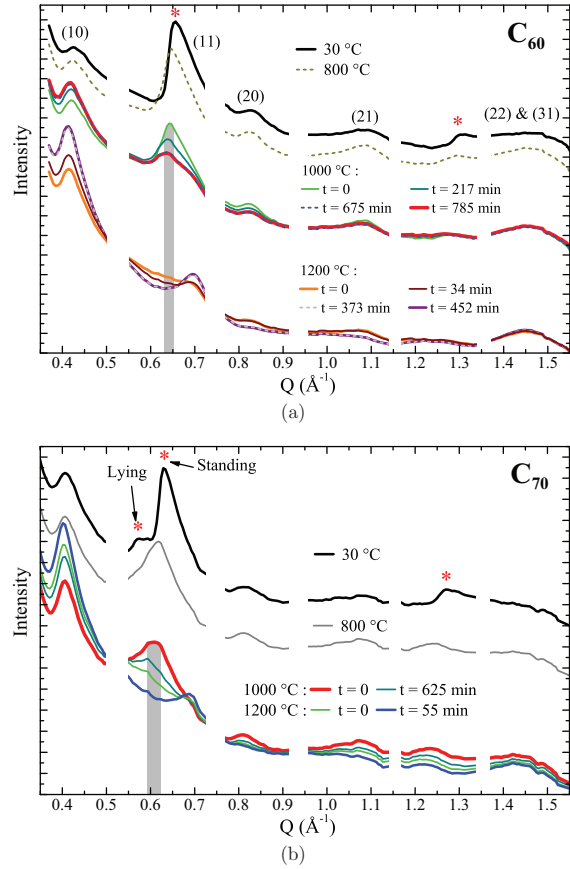 (10)
*
(11)
C60
30 °C
800 °C
(20)
(21)
*
(22) & (31)
1000 °C :
t = 0
t = 217 min
t = 675 min
t = 785 min
1200 °C :
t = 0
t = 34 min
t = 373 min
t = 452 min
Intensity
0.4 0.5 0.6 0.7 0.8 0.9 1.0 1.1 1.2 1.3 1.4 1.5
Q (Å-1)
(a)
*
C70
Lying
Standing
*
30 °C
*
800 °C
1000 °C : t = 0 t = 625 min
1200 °C : t = 0 t = 55 min
Intensity
0.4 0.5 0.6 0.7 0.8 0.9 1.0 1.1 1.2 1.3 1.4 1.5
Q (Å-1)
(b)